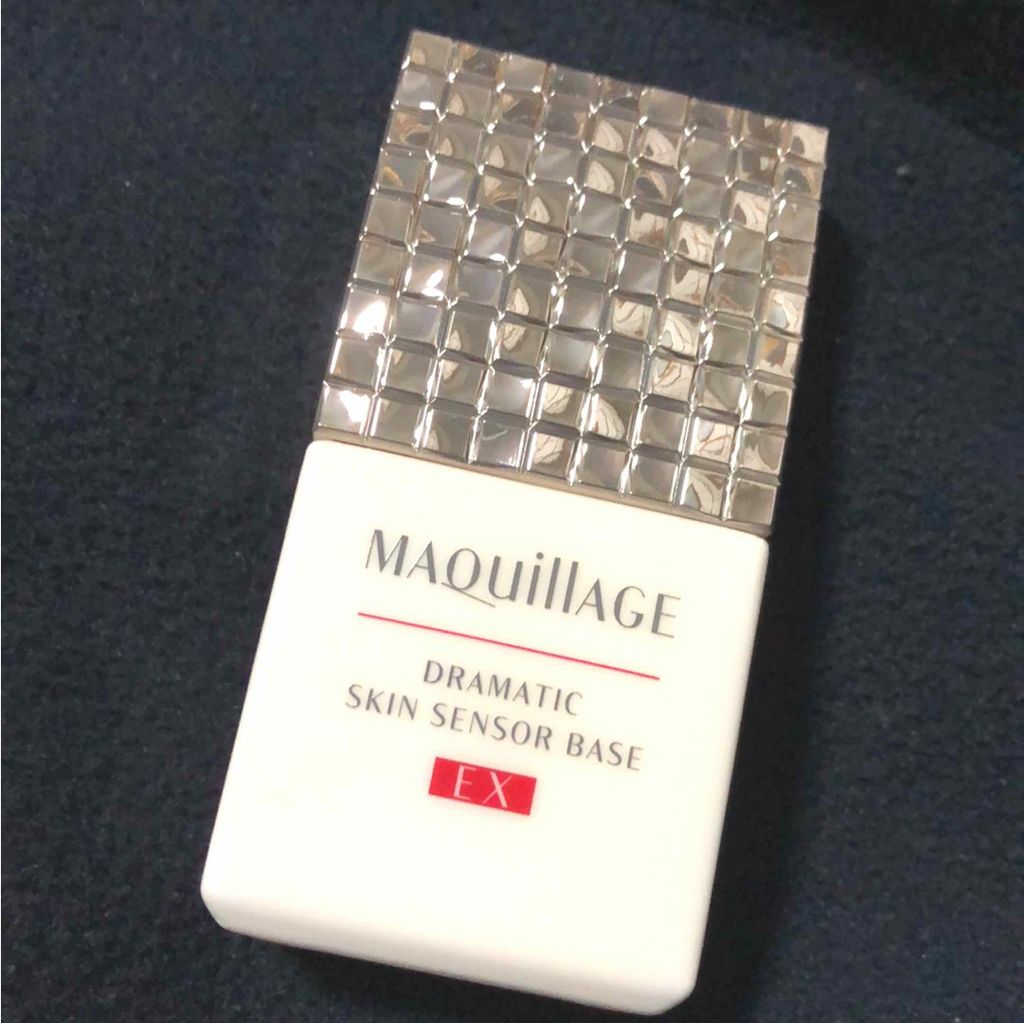 MAQuillAGE
DRAMATIC
SKIN SENSOR BASE
EX